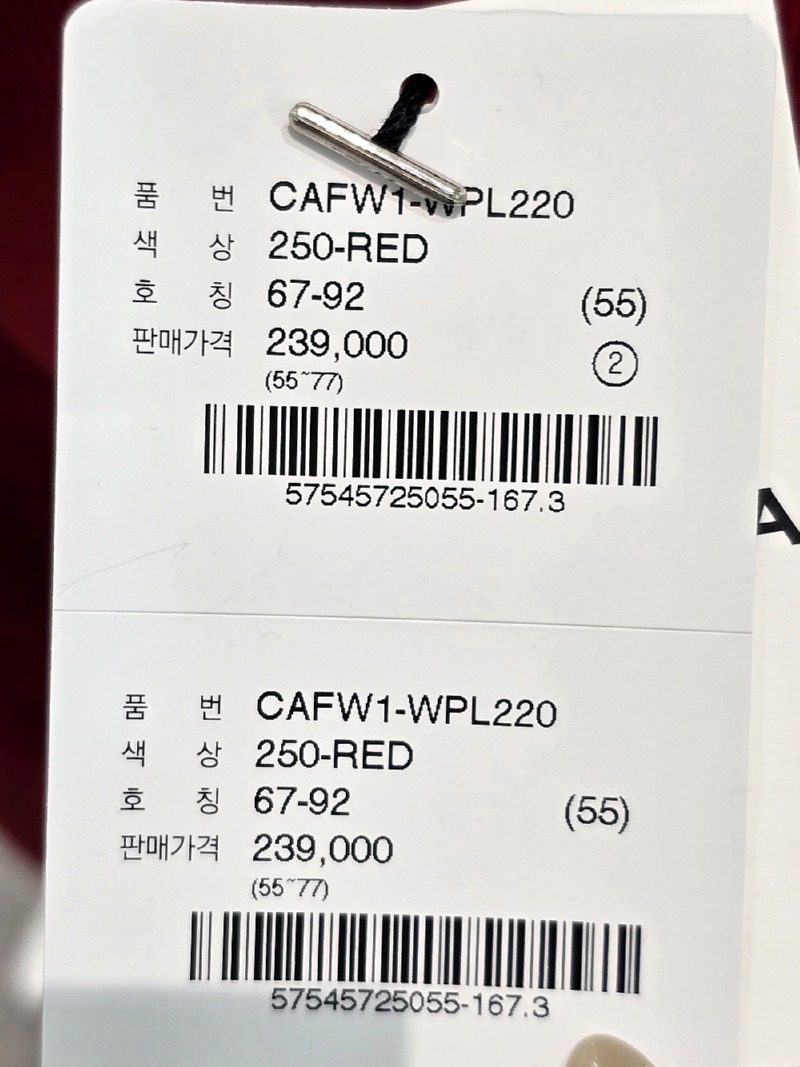 품 번 CAFW1-WPL220
색 상 250-RED
호 칭 67-92 (55)
판매가격 239,000 ②
(55~77)
57545725055-167.3
A
품 번 CAFW1-WPL220
색 상 250-RED
호 칭 67-92 (55)
판매가격 239,000
(55~77)
57545725055-167.3